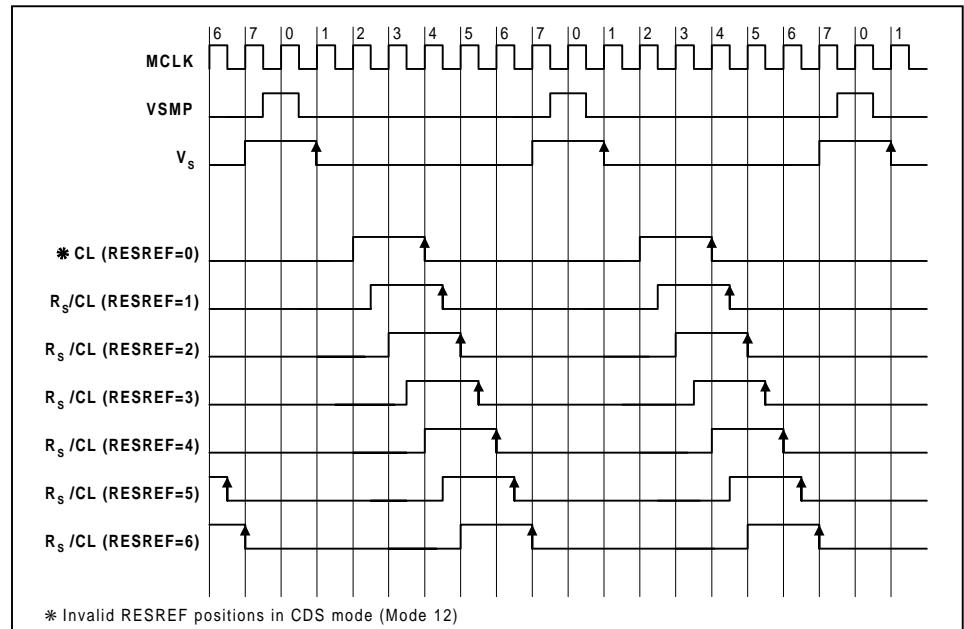 6 7 0 1 2 3 4 5 6 7 0 1 2 3 4 5 6 7 0 1
MCLK
VSMP
VS
✱ CL (RESREF=0)
RS/CL (RESREF=1)
RS /CL (RESREF=2)
RS /CL (RESREF=3)
RS /CL (RESREF=4)
RS /CL (RESREF=5)
RS /CL (RESREF=6)
✱ Invalid RESREF positions in CDS mode (Mode 12)